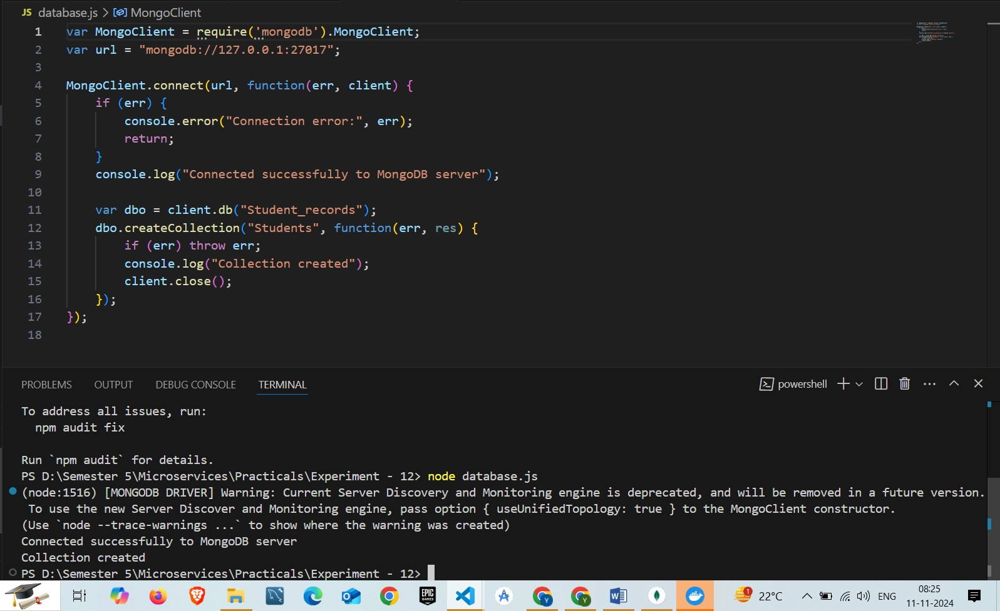 JS database.js > MongoClient
1 var MongoClient = require('mongodb').MongoClient;
2 var url = "mongodb://127.0.0.1:27017";
3
4 MongoClient.connect(url, function(err, client) {
5 if (err) {
6 console.error("Connection error:", err);
7 return;
8 }
9 console.log("Connected successfully to MongoDB server");
10
11 var dbo = client.db("Student_records");
12 dbo.createCollection("Students", function(err, res) {
13 if (err) throw err;
14 console.log("Collection created");
15 client.close();
16 });
17 });
18
PROBLEMS OUTPUT DEBUG CONSOLE TERMINAL powershell
To address all issues, run:
npm audit fix
Run `npm audit` for details.
PS D:\Semester 5\Microservices\Practicals\Experiment - 12> node database.js
(node:1516) [MONGODB DRIVER] Warning: Current Server Discovery and Monitoring engine is deprecated, and will be removed in a future version.
To use the new Server Discover and Monitoring engine, pass option { useUnifiedTopology: true } to the MongoClient constructor.
(Use `node --trace-warnings ...` to show where the warning was created)
Connected successfully to MongoDB server
Collection created
PS D:\Semester 5\Microservices\Practicals\Experiment - 12>
EPIC GAMES Y Y 1 22°C ENG 08:25
11-11-2024